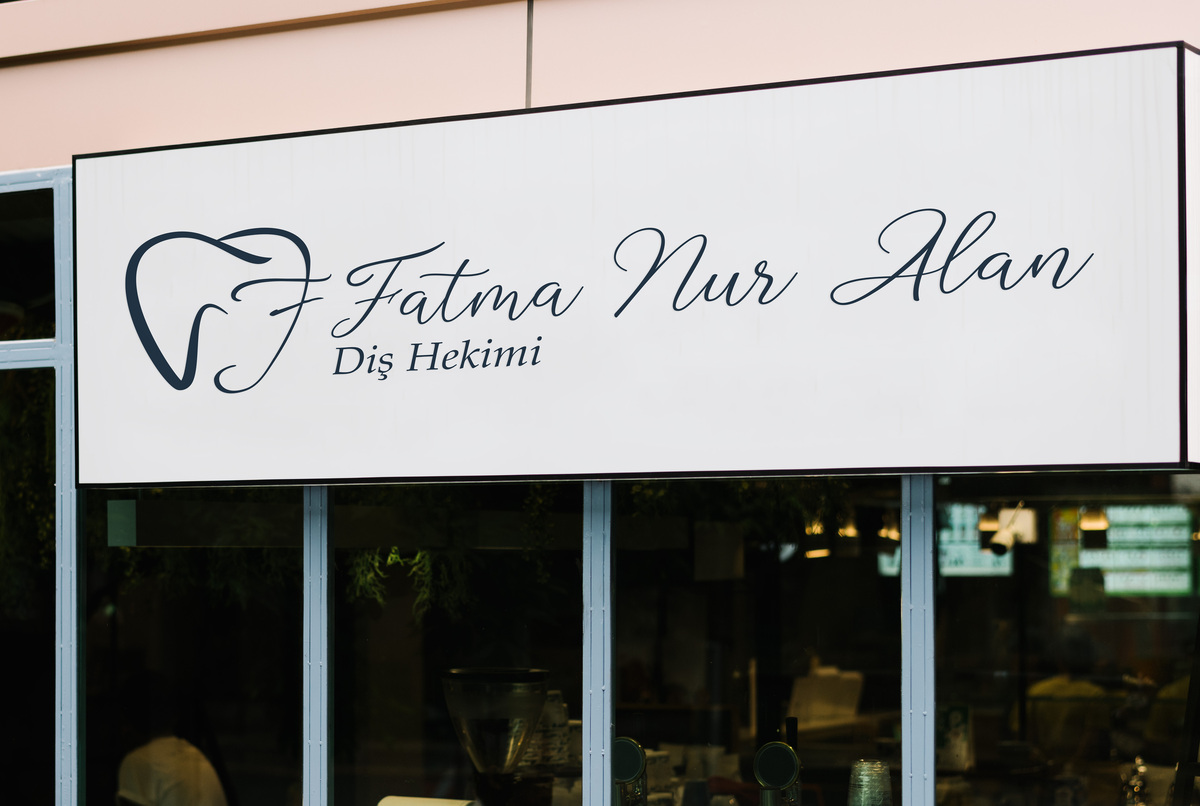 Fatma Nur Alan
Diş Hekimi